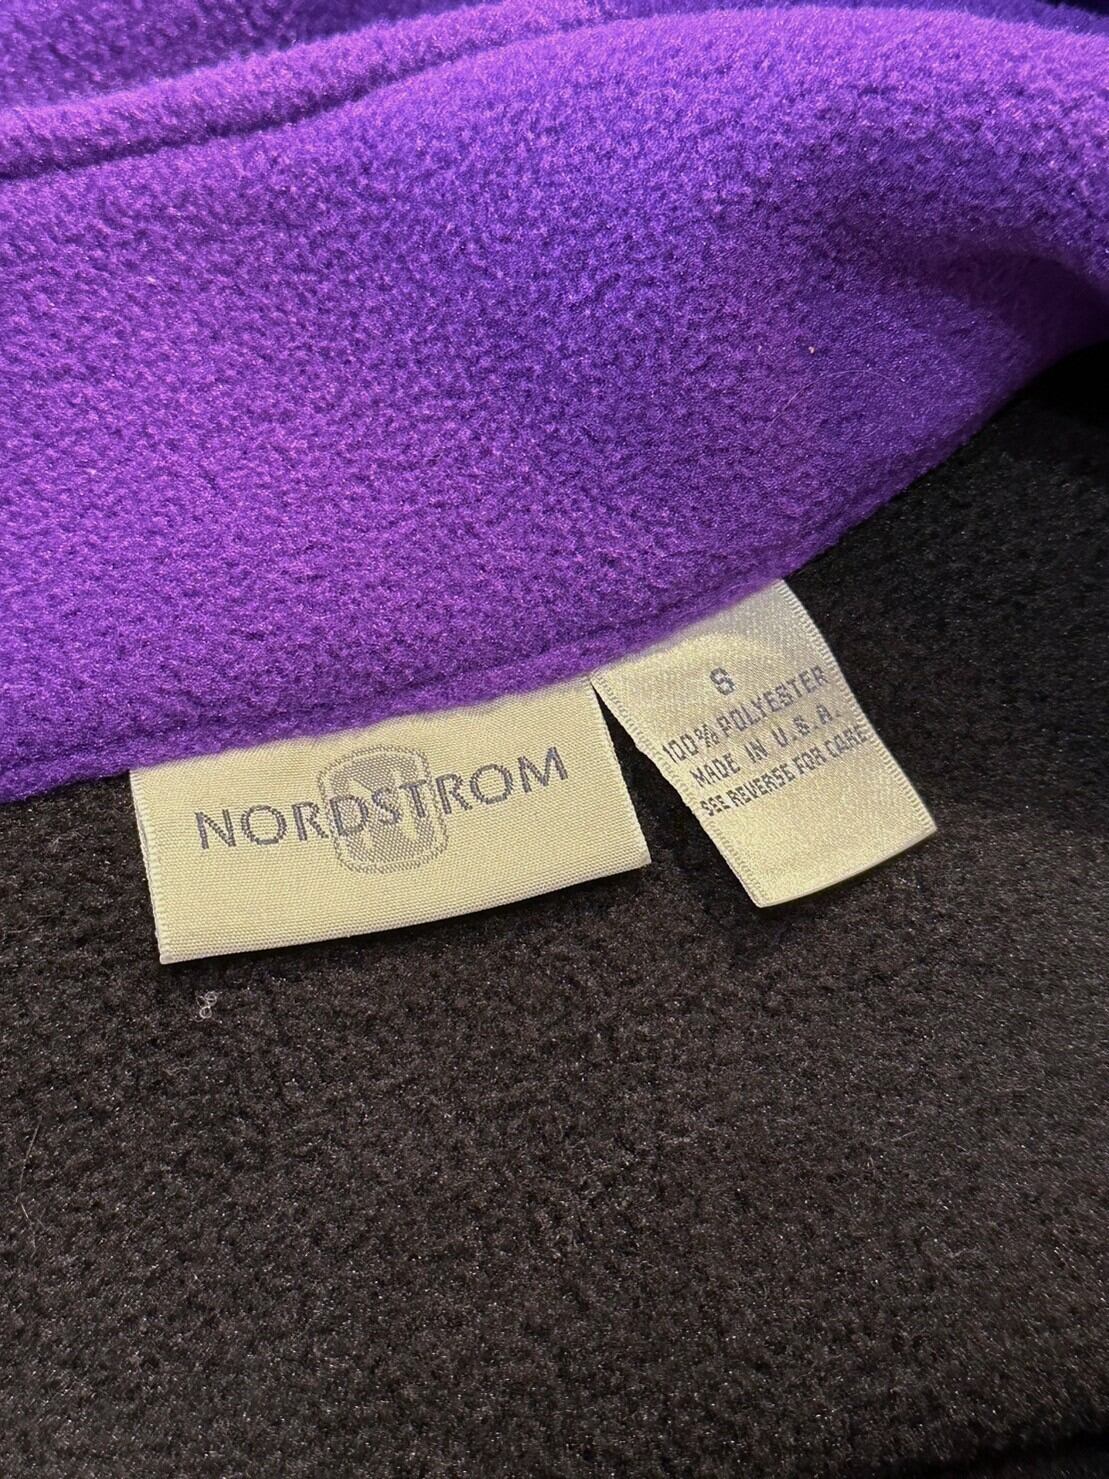 NORDSTROM
S
100% POLYESTER
MADE IN U.S.A.
SEE REVERSE FOR CARE